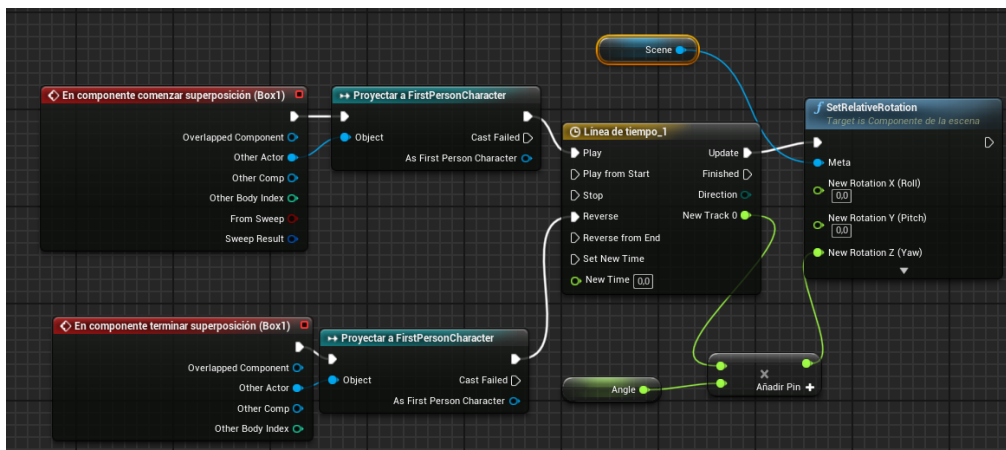 Scene
En componente comenzar superposición (Box1)
Overlapped Component
Other Actor
Other Comp
Other Body Index
From Sweep
Sweep Result
Proyectar a FirstPersonCharacter
Object
Cast Failed
As First Person Character
Línea de tiempo_1
Play
Update
Play from Start
Finished
Stop
Direction
Reverse
New Track 0
Reverse from End
Set New Time
New Time 0,0
SetRelativeRotation
Target is Componente de la escena
Meta
New Rotation X (Roll)
0,0
New Rotation Y (Pitch)
0,0
New Rotation Z (Yaw)
En componente terminar superposición (Box1)
Overlapped Component
Other Actor
Other Comp
Other Body Index
Proyectar a FirstPersonCharacter
Object
Cast Failed
As First Person Character
Angle
Añadir Pin +